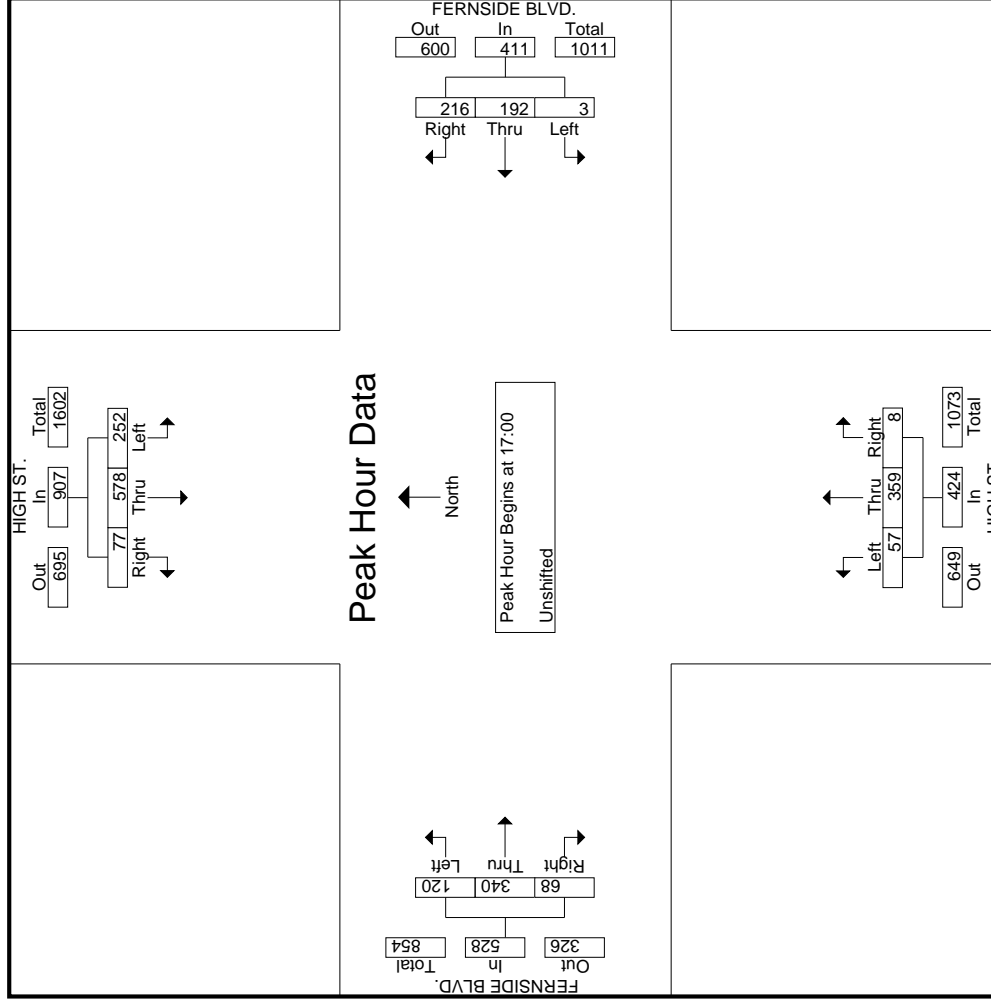 FERNSIDE BLVD.
Out In Total
600 411 1011
216 192 3
Right Thru Left
HIGH ST.
Out In Total
695 907 1602
77 578 252
Right Thru Left
Peak Hour Data
North
Peak Hour Begins at 17:00
Unshifted
Left Thru Right
57 359 8
649 424 1073
Out In Total
HIGH ST.
Left Thru Right
120 340 68
854 528 326
Total In Out
FERNSIDE BLVD.